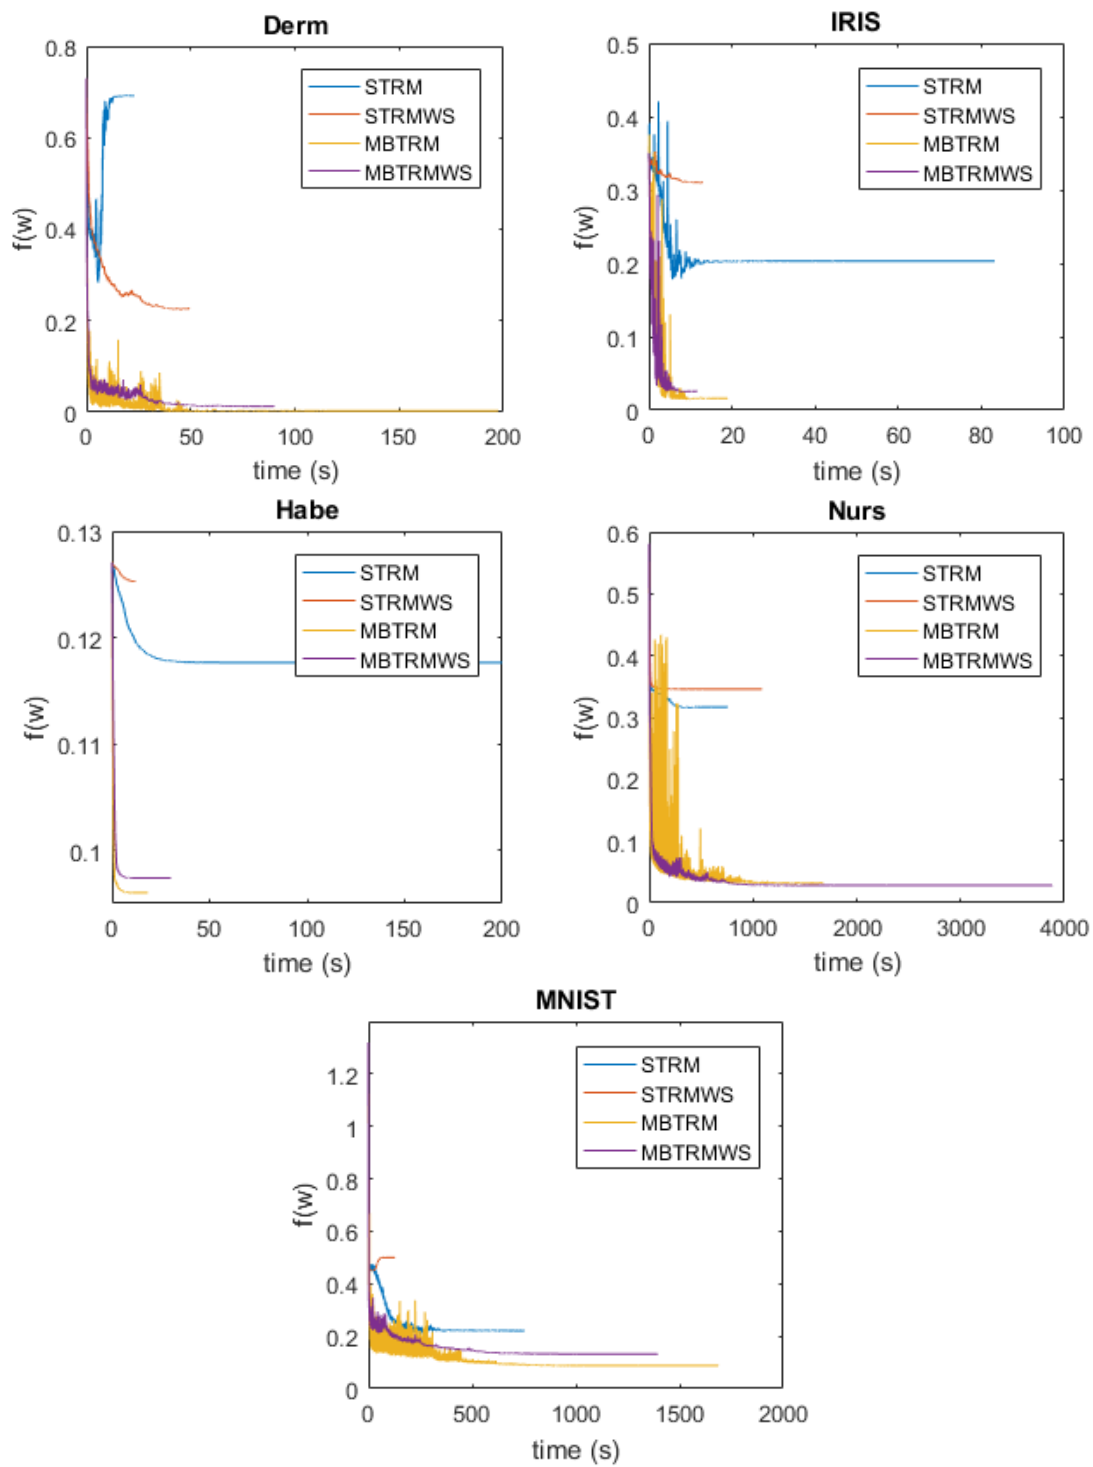 Derm
0.8
0.6
0.4
0.2
0
f(w)
STRM
STRMWS
MBTRM
MBTRMWS
0 50 100 150 200
time (s)
IRIS
0.5
0.4
0.3
0.2
0.1
0
f(w)
STRM
STRMWS
MBTRM
MBTRMWS
0 20 40 60 80 100
time (s)
Habe
0.13
0.12
0.11
0.1
f(w)
STRM
STRMWS
MBTRM
MBTRMWS
0 50 100 150 200
time (s)
Nurs
0.6
0.5
0.4
0.3
0.2
0.1
0
f(w)
STRM
STRMWS
MBTRM
MBTRMWS
0 1000 2000 3000 4000
time (s)
MNIST
1.2
1
0.8
0.6
0.4
0.2
0
f(w)
STRM
STRMWS
MBTRM
MBTRMWS
0 500 1000 1500 2000
time (s)